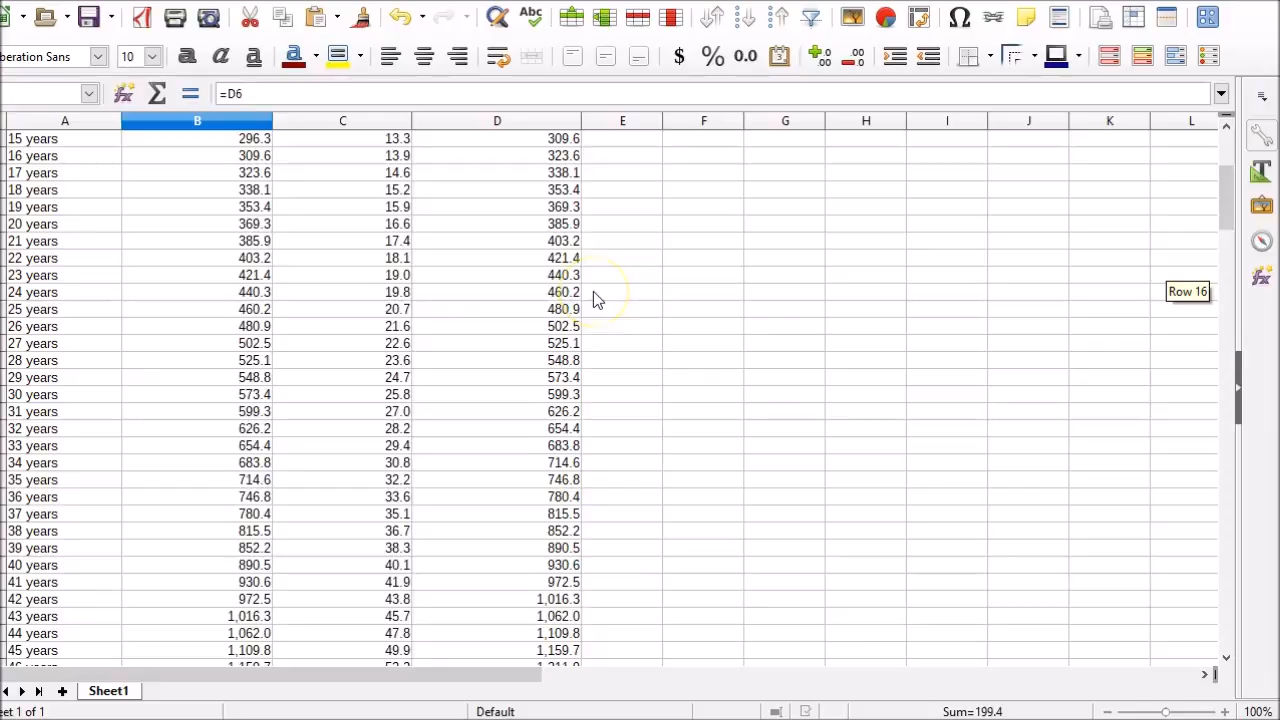 Abc
beration Sans 10 a a a a $ % 0.0 .00 .00
=D6
A B C D E F G H I J K L
15 years 296.3 13.3 309.6
16 years 309.6 13.9 323.6
17 years 323.6 14.6 338.1
18 years 338.1 15.2 353.4
19 years 353.4 15.9 369.3
20 years 369.3 16.6 385.9
21 years 385.9 17.4 403.2
22 years 403.2 18.1 421.4
23 years 421.4 19.0 440.3
24 years 440.3 19.8 460.2 Row 16
25 years 460.2 20.7 480.9
26 years 480.9 21.6 502.5
27 years 502.5 22.6 525.1
28 years 525.1 23.6 548.8
29 years 548.8 24.7 573.4
30 years 573.4 25.8 599.3
31 years 599.3 27.0 626.2
32 years 626.2 28.2 654.4
33 years 654.4 29.4 683.8
34 years 683.8 30.8 714.6
35 years 714.6 32.2 746.8
36 years 746.8 33.6 780.4
37 years 780.4 35.1 815.5
38 years 815.5 36.7 852.2
39 years 852.2 38.3 890.5
40 years 890.5 40.1 930.6
41 years 930.6 41.9 972.5
42 years 972.5 43.8 1,016.3
43 years 1,016.3 45.7 1,062.0
44 years 1,062.0 47.8 1,109.8
45 years 1,109.8 49.9 1,159.7
Sheet1
eet 1 of 1 Default Sum=199.4 100%